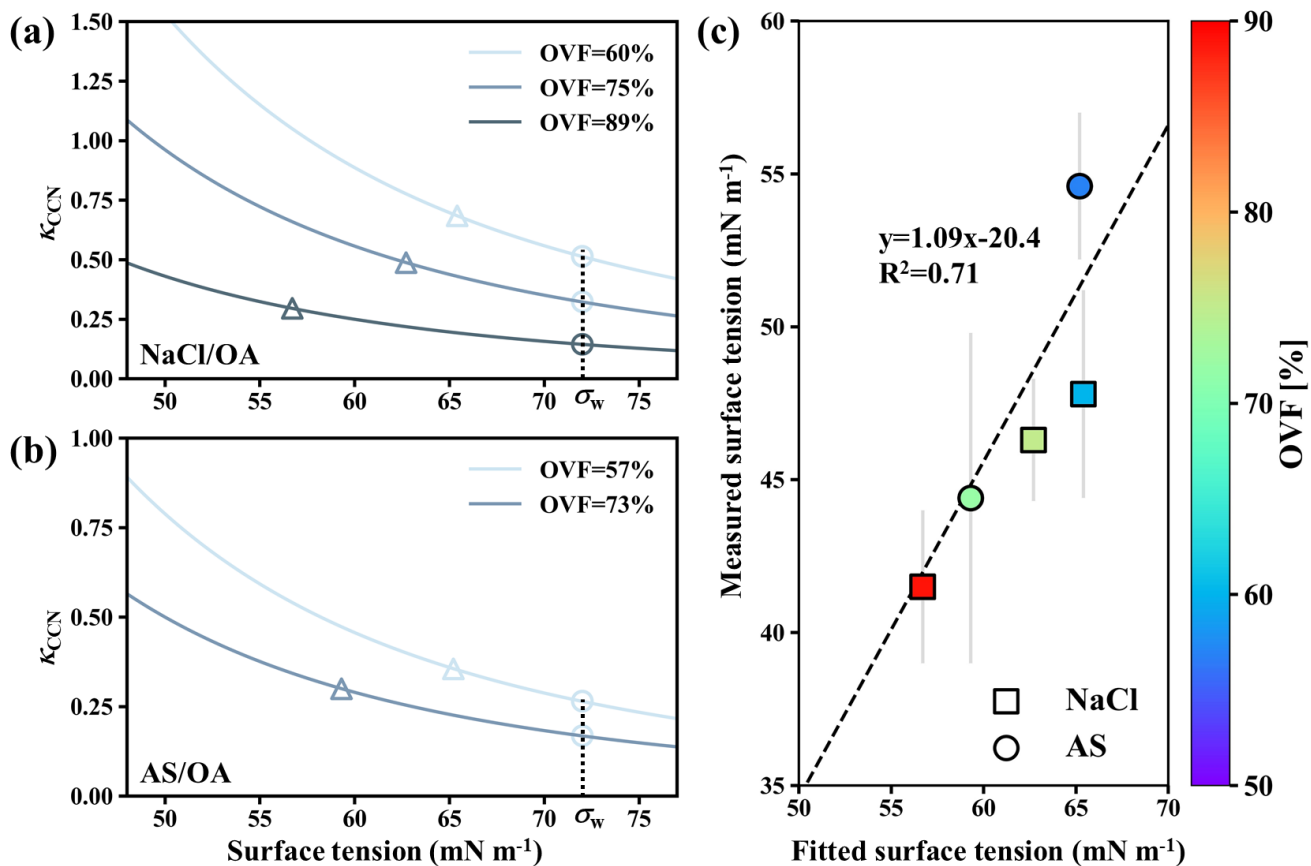 (a)
1.50
1.25
1.00
0.75
0.50
0.25
0.00
κCCN
OVF=60%
OVF=75%
OVF=89%
NaCl/OA
50 55 60 65 70 σw 75
(b)
1.00
0.75
0.50
0.25
0.00
κCCN
OVF=57%
OVF=73%
AS/OA
50 55 60 65 70 σw 75
Surface tension (mN m-1)
(c)
60
55
50
45
40
35
Measured surface tension (mN m-1)
y=1.09x-20.4
R2=0.71
NaCl
AS
50 60 70
Fitted surface tension (mN m-1)
90
80
70
60
50
OVF [%]